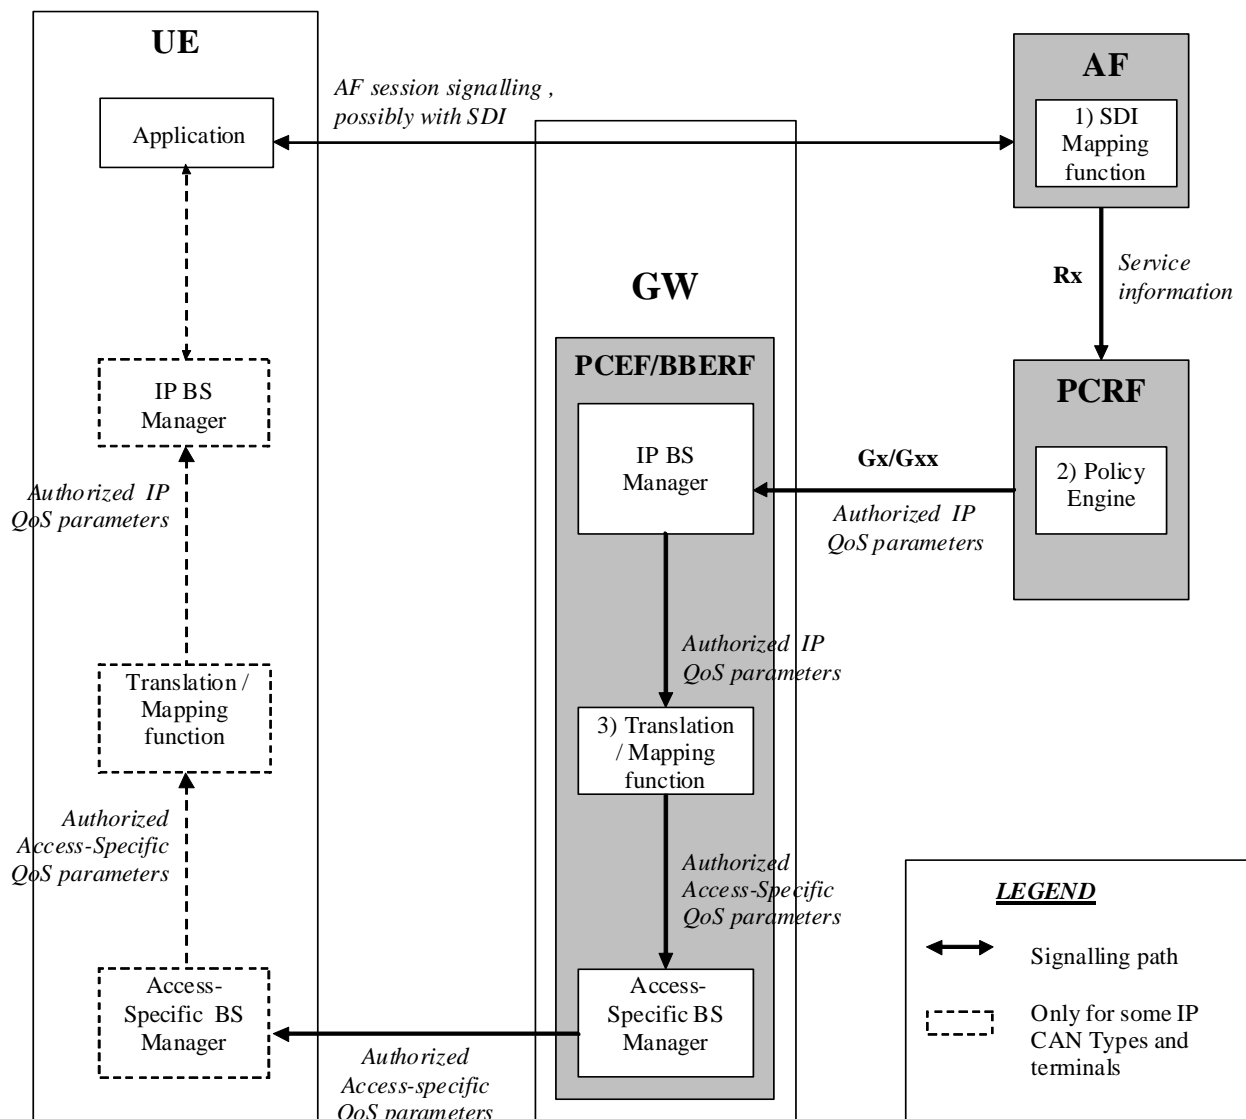 UE
Application
AF session signalling ,
possibly with SDI
AF
1) SDI
Mapping
function
Rx
Service
information
GW
PCEF/BBERF
IP BS
Manager
PCRF
2) Policy
Engine
Gx/Gxx
Authorized IP
QoS parameters
IP BS
Manager
Authorized IP
QoS parameters
Authorized IP
QoS parameters
Translation /
Mapping
function
3) Translation
/ Mapping
function
Authorized
Access-Specific
QoS parameters
Authorized
Access-Specific
QoS parameters
Access-
Specific BS
Manager
Access-
Specific BS
Manager
Authorized
Access-specific
QoS parameters
LEGEND
Signalling path
Only for some IP
CAN Types and
terminals